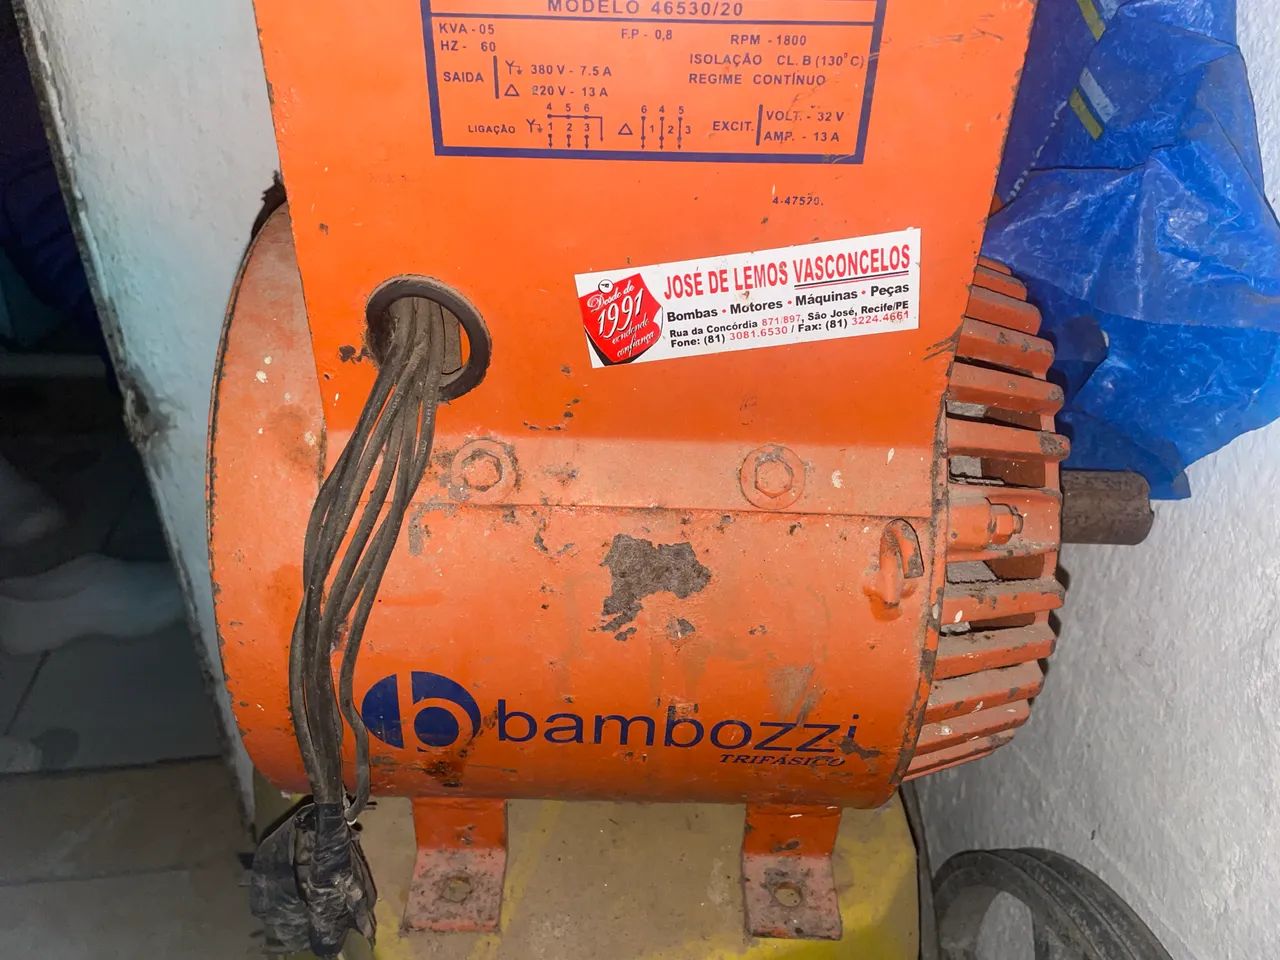 MODELO 46530/20
KVA - 05 F.P - 0,8 RPM - 1800
HZ - 60 ISOLAÇÃO CL. B (130°C)
SAIDA 380 V - 7.5 A REGIME CONTÍNUO
△ 220 V - 13 A
4 5 6 6 4 5
LIGAÇÃO Y 1 2 3 △ 1 2 3 EXCIT. VOLT. - 32 V
AMP. - 13 A
4-47520.
Desde de
1991
vendendo
confiança
JOSÉ DE LEMOS VASCONCELOS
Bombas • Motores • Máquinas • Peças
Rua da Concórdia 871/897, São José, Recife/PE
Fone: (81) 3081.6530 / Fax: (81) 3224.4661
b bambozzi
TRIFÁSICO